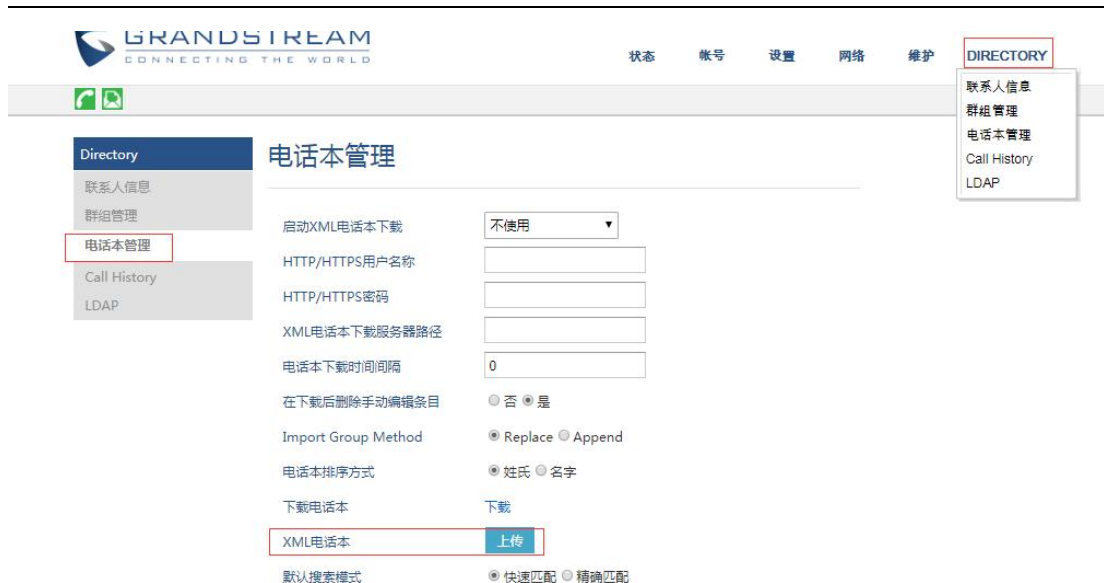 GRANDSTREAM
CONNECTING THE WORLD
状态 帐号 设置 网络 维护 DIRECTORY
联系人信息
群组管理
电话本管理
Call History
LDAP
Directory
联系人信息
群组管理
电话本管理
Call History
LDAP
电话本管理
启动XML电话本下载 不使用
HTTP/HTTPS用户名称
HTTP/HTTPS密码
XML电话本下载服务器路径
电话本下载时间间隔 0
在下载后删除手动编辑条目 否 是
Import Group Method Replace Append
电话本排序方式 姓氏 名字
下载电话本 下载
XML电话本 上传
默认搜索模式 快速匹配 精确匹配